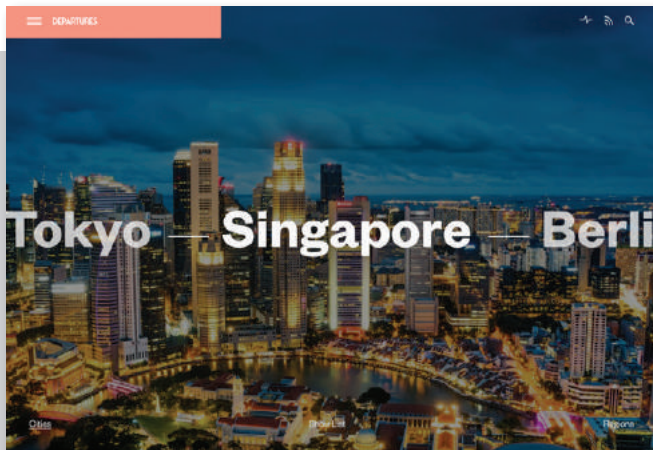 DEPARTURES
Tokyo — Singapore — Berli
Cities Show List Regions